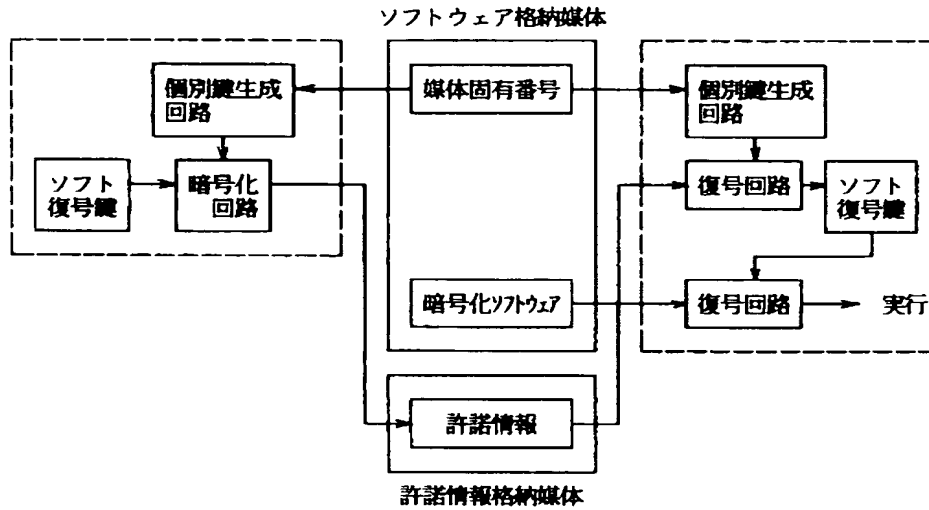 ソフトウェア格納媒体
個別鍵生成
回路
媒体固有番号
個別鍵生成
回路
ソフト
復号鍵
暗号化
回路
復号回路
ソフト
復号鍵
暗号化ソフトウェア
復号回路
実行
許諾情報
許諾情報格納媒体